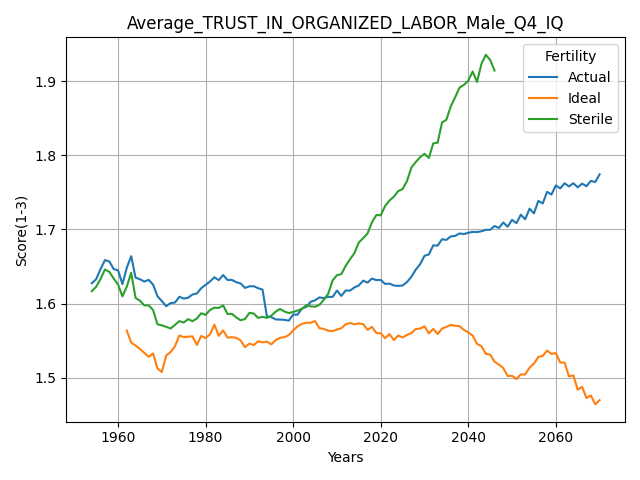 Average_TRUST_IN_ORGANIZED_LABOR_Male_Q4_IQ
Fertility
Actual
Ideal
Sterile
Score(1-3)
1.9
1.8
1.7
1.6
1.5
1960 1980 2000 2020 2040 2060
Years